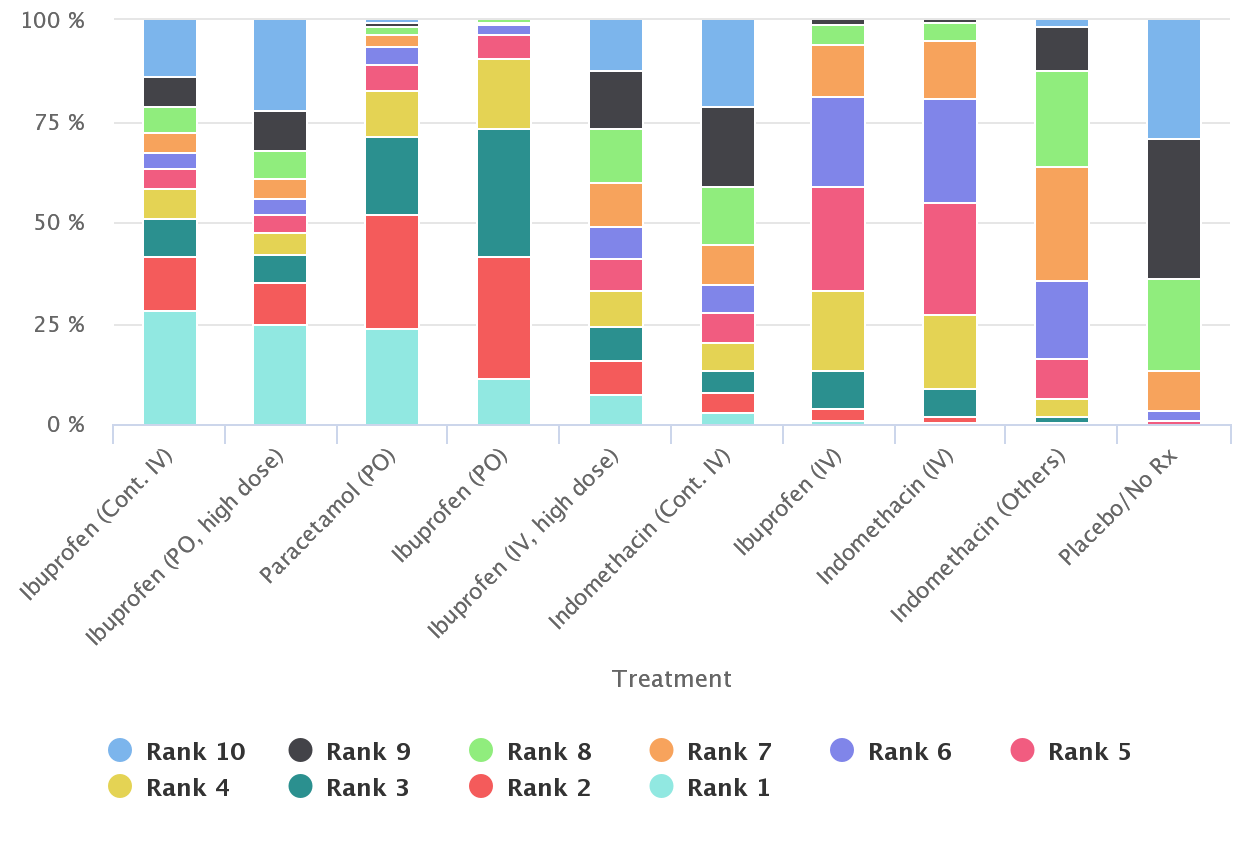 100 %
75 %
50 %
25 %
0 %
Ibuprofen (Cont. IV)
Ibuprofen (PO, high dose)
Paracetamol (PO)
Ibuprofen (PO)
Ibuprofen (IV, high dose)
Indomethacin (Cont. IV)
Ibuprofen (IV)
Indomethacin (IV)
Indomethacin (Others)
Placebo/No Rx
Treatment
Rank 10 Rank 9 Rank 8 Rank 7 Rank 6 Rank 5
Rank 4 Rank 3 Rank 2 Rank 1